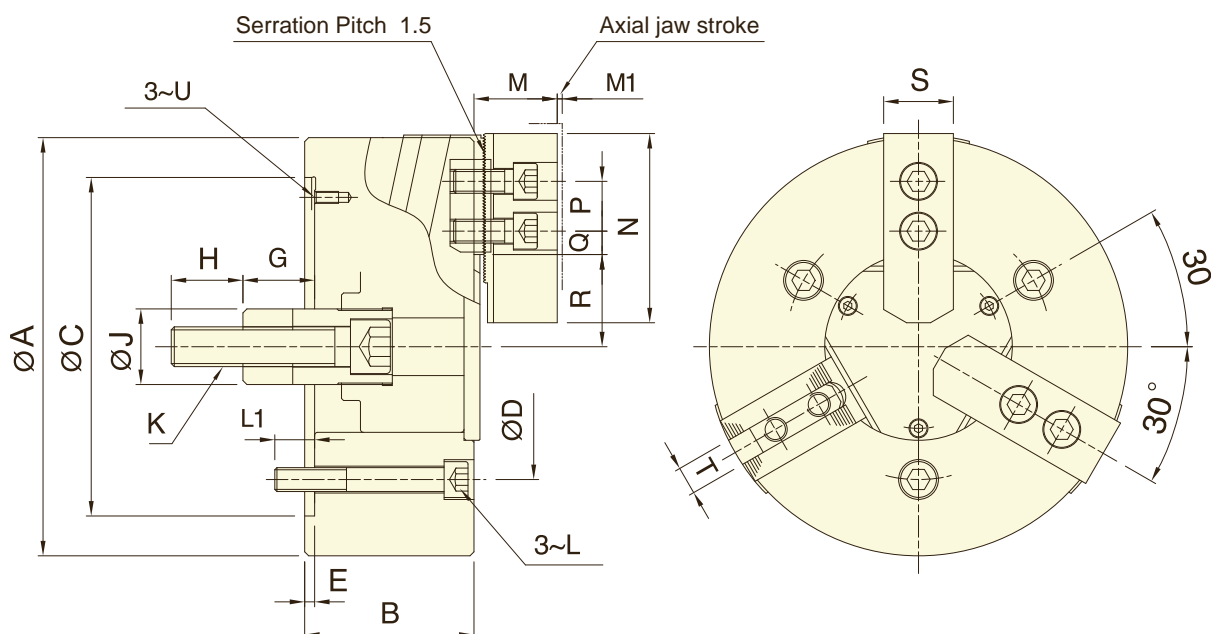 Serration Pitch 1.5
Axial jaw stroke
M
M1
S
3~U
P
N
Q
H
G
R
30
ØA
ØC
ØJ
K
L1
ØD
30°
T
3~L
E
B